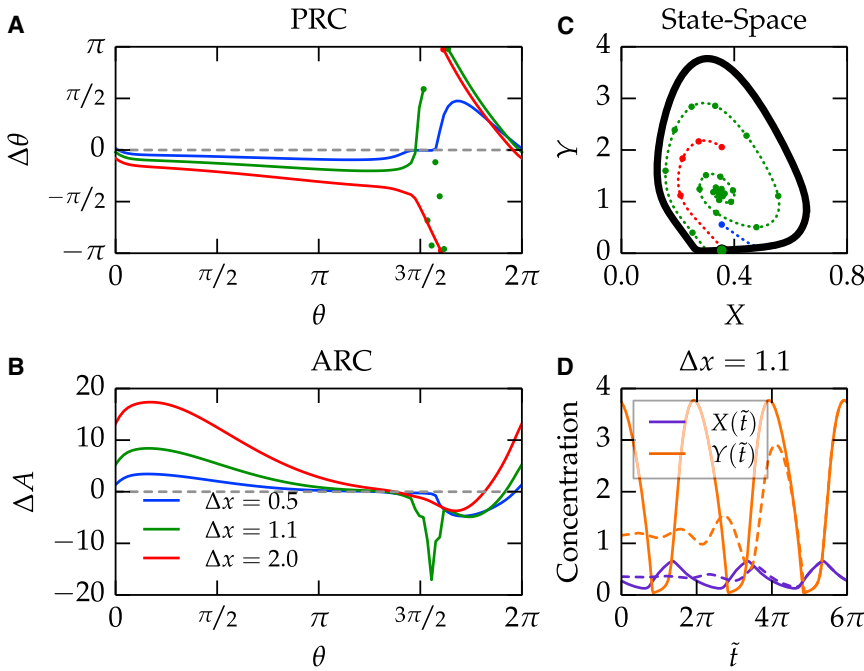 A
PRC
π
π/2
0
−π/2
−π
Δθ
0
π/2
π
3π/2
2π
θ
C
State-Space
4
3
2
1
0
Y
0.0
0.4
0.8
X
B
ARC
20
10
0
−10
−20
ΔA
Δx = 0.5
Δx = 1.1
Δx = 2.0
0
π/2
π
3π/2
2π
θ
D
Δx = 1.1
4
3
2
1
0
Concentration
X(t̃)
Y(t̃)
0
2π
4π
6π
t̃